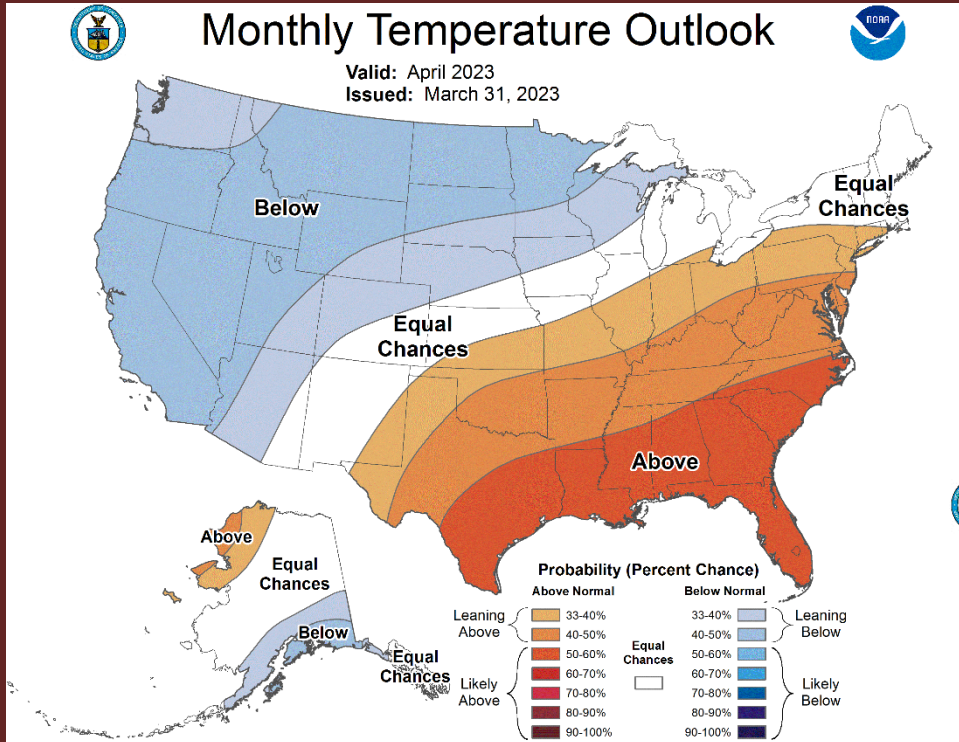 Monthly Temperature Outlook
NOAA
Valid: April 2023
Issued: March 31, 2023
Below
Equal
Chances
Equal
Chances
Above
Above
Equal
Chances
Below
Equal
Chances
Probability (Percent Chance)
Above Normal
Below Normal
Leaning
Above
33-40%
40-50%
Likely
Above
50-60%
60-70%
70-80%
80-90%
90-100%
Equal
Chances
33-40%
40-50%
Leaning
Below
50-60%
60-70%
70-80%
80-90%
90-100%
Likely
Below